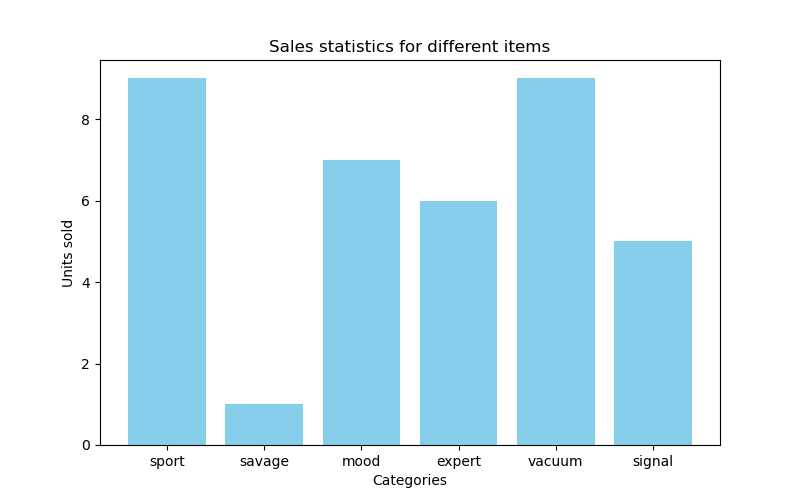 Sales statistics for different items
Units sold
8
6
4
2
0
sport savage mood expert vacuum signal
Categories